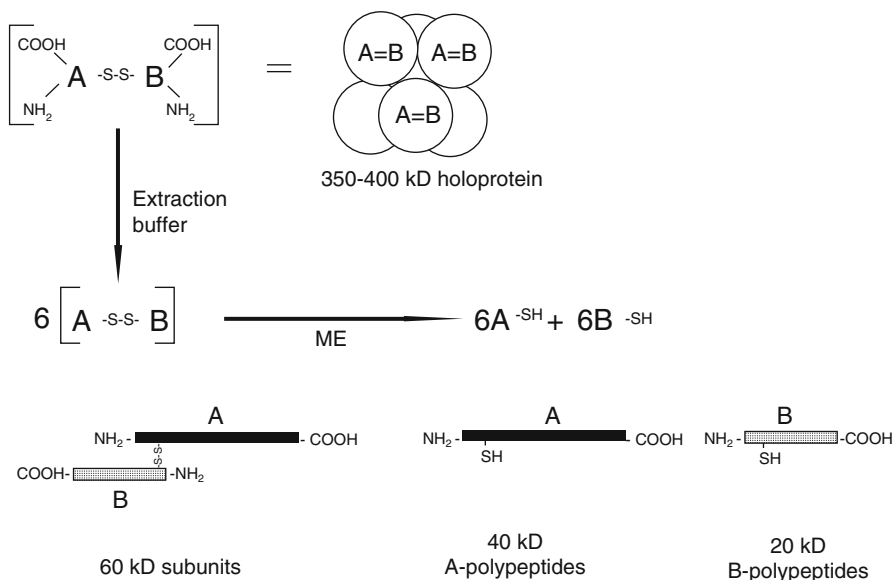 COOH
COOH
A -S-S- B
NH2
NH2
=
A=B A=B
A=B
350-400 kD holoprotein
Extraction
buffer
6 [A -S-S- B]
ME
6A -SH + 6B -SH
A
NH2 - - COOH
-S-S-
COOH- -NH2
B
60 kD subunits
A
NH2- -COOH
SH
40 kD
A-polypeptides
B
NH2- -COOH
SH
20 kD
B-polypeptides